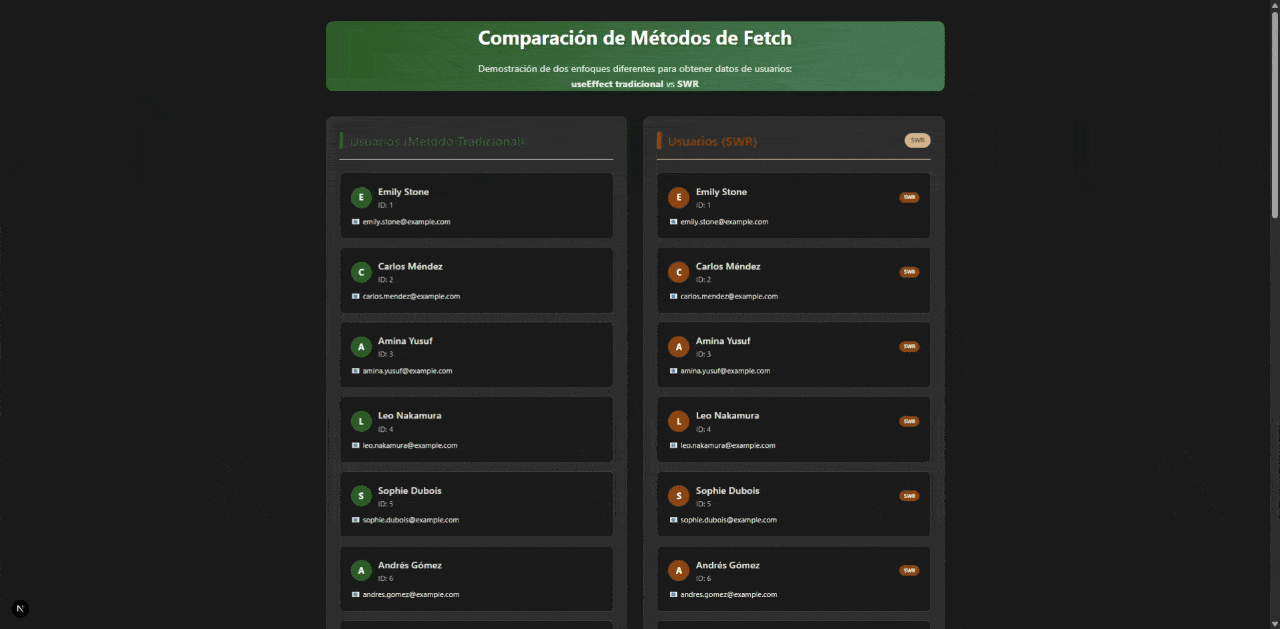 Comparación de Métodos de Fetch
Demostración de dos enfoques diferentes para obtener datos de usuarios:
useEffect tradicional vs SWR
Usuarios (Método Tradicional)
E
Emily Stone
ID: 1
emily.stone@example.com
C
Carlos Méndez
ID: 2
carlos.mendez@example.com
A
Amina Yusuf
ID: 3
amina.yusuf@example.com
L
Leo Nakamura
ID: 4
leo.nakamura@example.com
S
Sophie Dubois
ID: 5
sophie.dubois@example.com
A
Andrés Gómez
ID: 6
andres.gomez@example.com
Usuarios (SWR)
SWR
E
Emily Stone
SWR
ID: 1
emily.stone@example.com
C
Carlos Méndez
SWR
ID: 2
carlos.mendez@example.com
A
Amina Yusuf
SWR
ID: 3
amina.yusuf@example.com
L
Leo Nakamura
SWR
ID: 4
leo.nakamura@example.com
S
Sophie Dubois
SWR
ID: 5
sophie.dubois@example.com
A
Andrés Gómez
SWR
ID: 6
andres.gomez@example.com
N